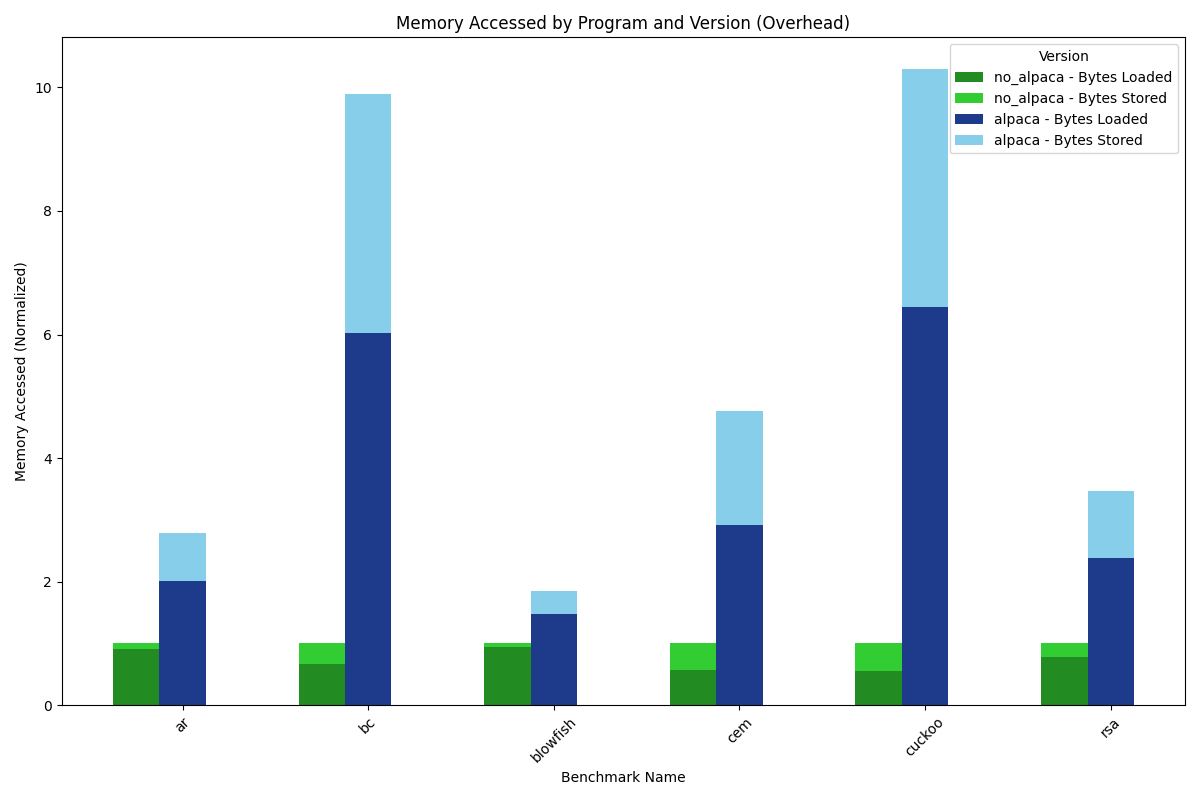 Memory Accessed by Program and Version (Overhead)
Version
no_alpaca - Bytes Loaded
no_alpaca - Bytes Stored
alpaca - Bytes Loaded
alpaca - Bytes Stored
Memory Accessed (Normalized)
10
8
6
4
2
0
ar
bc
blowfish
cem
cuckoo
rsa
Benchmark Name